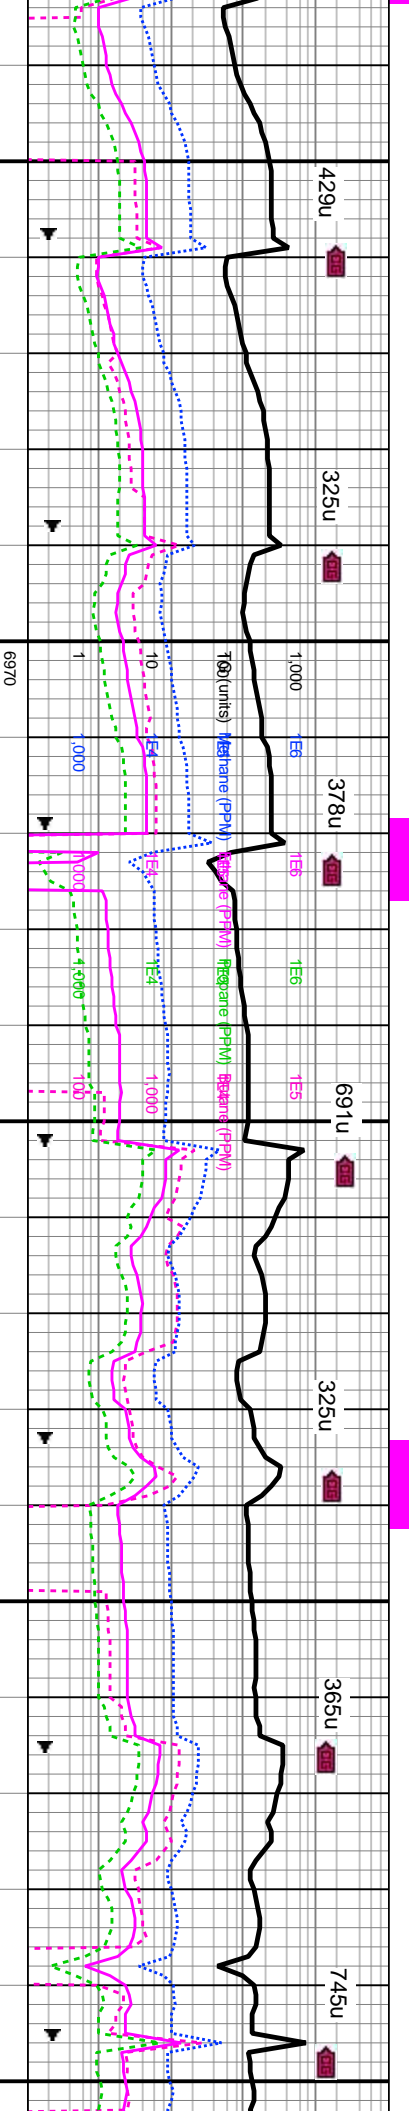 429u
325u
6970
1 10 100 1,000
TG (units)
1,000 1E4 1E6
Methane (PPM)
378u
1,000 1E4 1E6
Ethane (PPM)
1,000 1E4 1E6
Propane (PPM)
100 1,000 1E5
Butane (PPM)
691u
325u
365u
745u